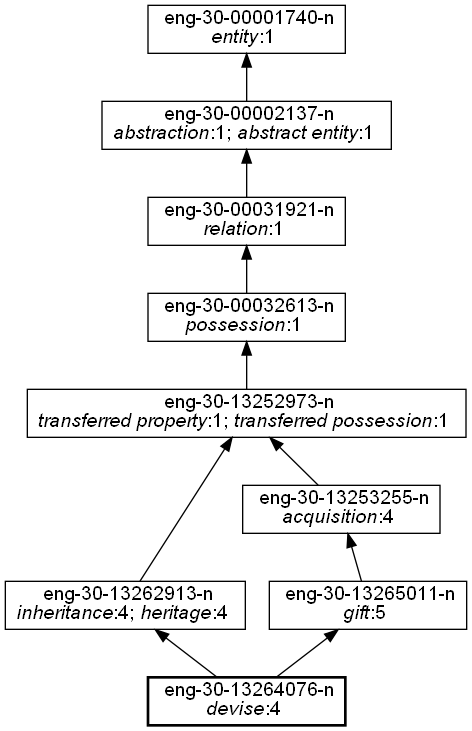 eng-30-00001740-n
entity:1
eng-30-00002137-n
abstraction:1; abstract entity:1
eng-30-00031921-n
relation:1
eng-30-00032613-n
possession:1
eng-30-13252973-n
transferred property:1; transferred possession:1
eng-30-13253255-n
acquisition:4
eng-30-13262913-n
inheritance:4; heritage:4
eng-30-13265011-n
gift:5
eng-30-13264076-n
devise:4